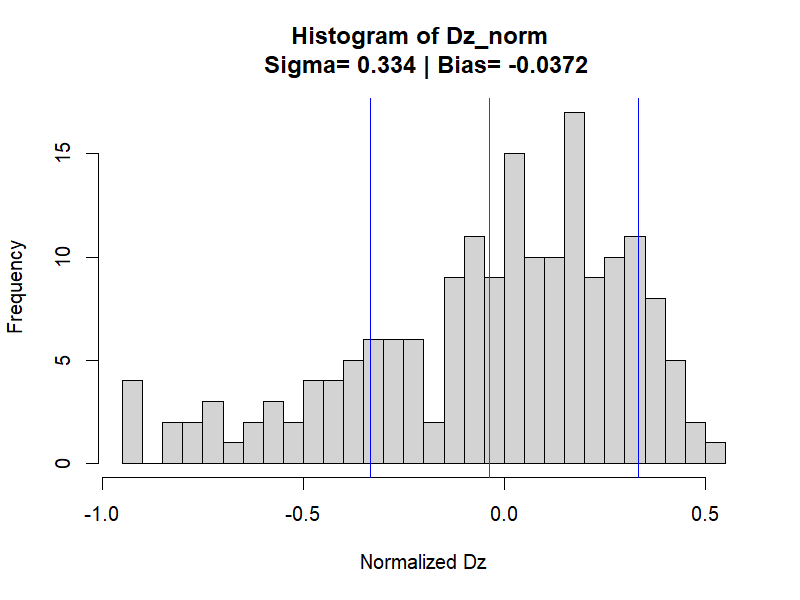 Histogram of Dz_norm
Sigma= 0.334 | Bias= -0.0372
15
10
5
0
Frequency
-1.0 -0.5 0.0 0.5
Normalized Dz